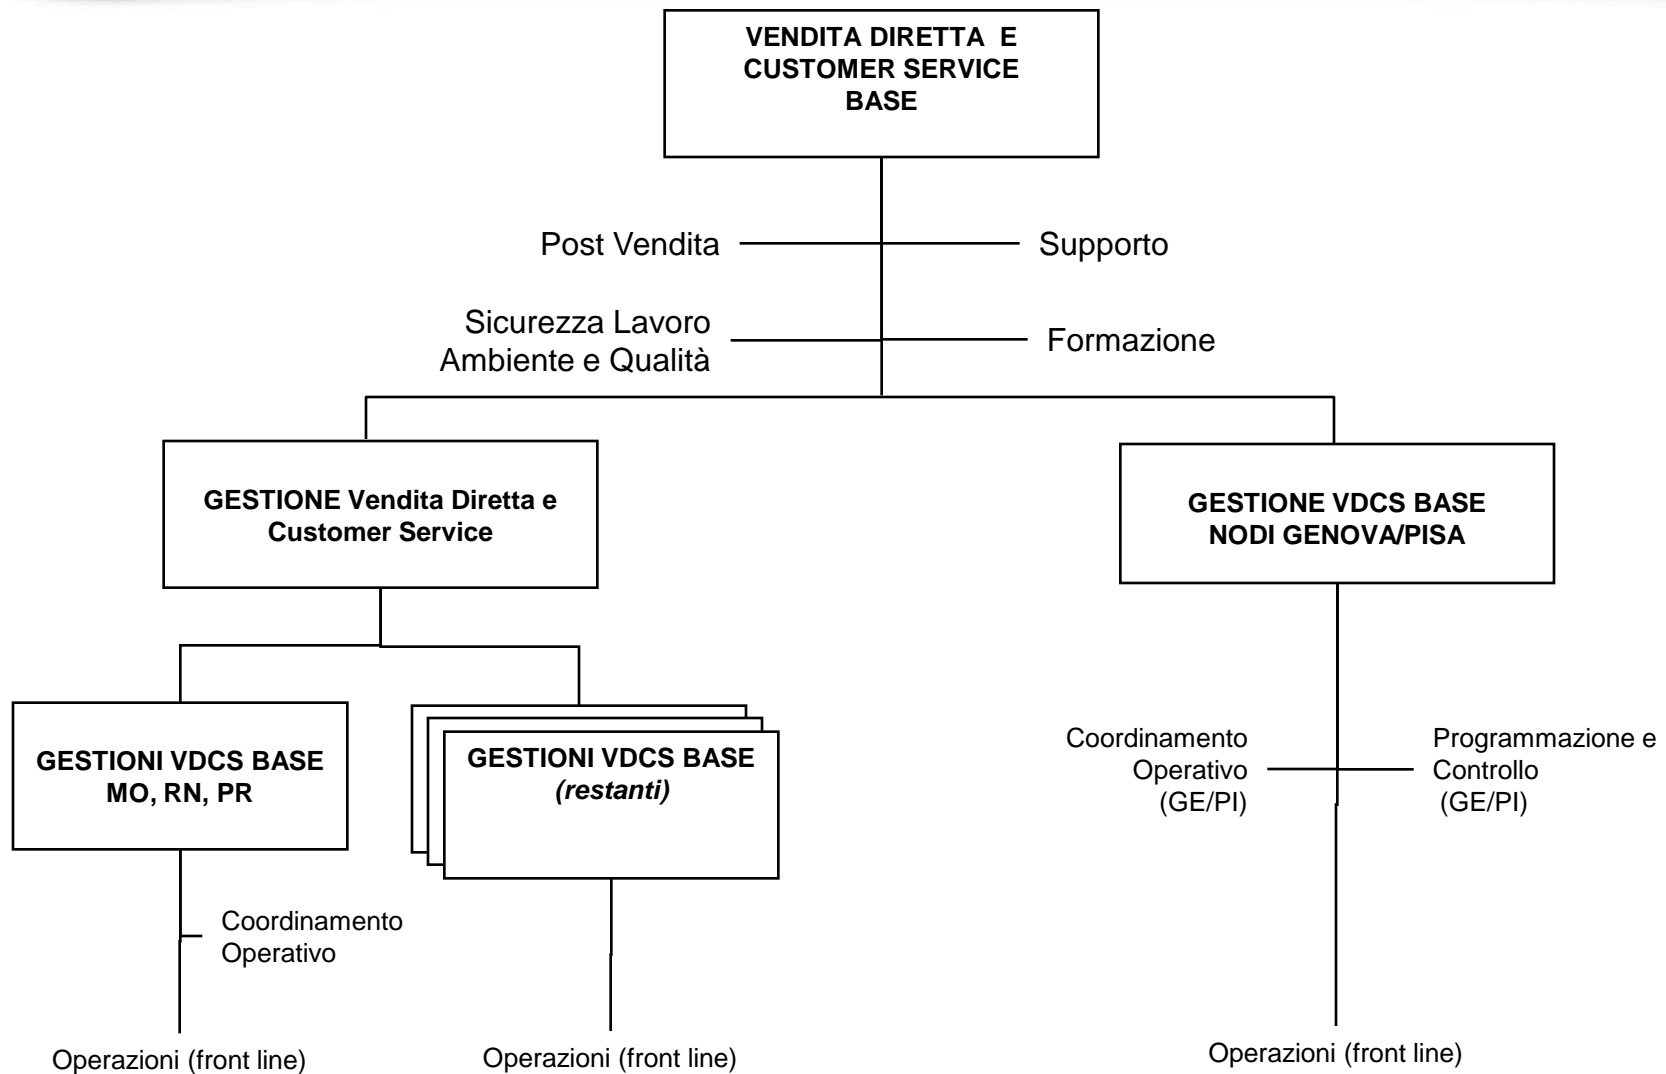 VENDITA DIRETTA E
CUSTOMER SERVICE
BASE
Post Vendita
Supporto
Sicurezza Lavoro
Ambiente e Qualità
Formazione
GESTIONE Vendita Diretta e
Customer Service
GESTIONE VDCS BASE
NODI GENOVA/PISA
GESTIONI VDCS BASE
MO, RN, PR
GESTIONI VDCS BASE
(restanti)
Coordinamento
Operativo
(GE/PI)
Programmazione e
Controllo
(GE/PI)
Coordinamento
Operativo
Operazioni (front line)
Operazioni (front line)
Operazioni (front line)